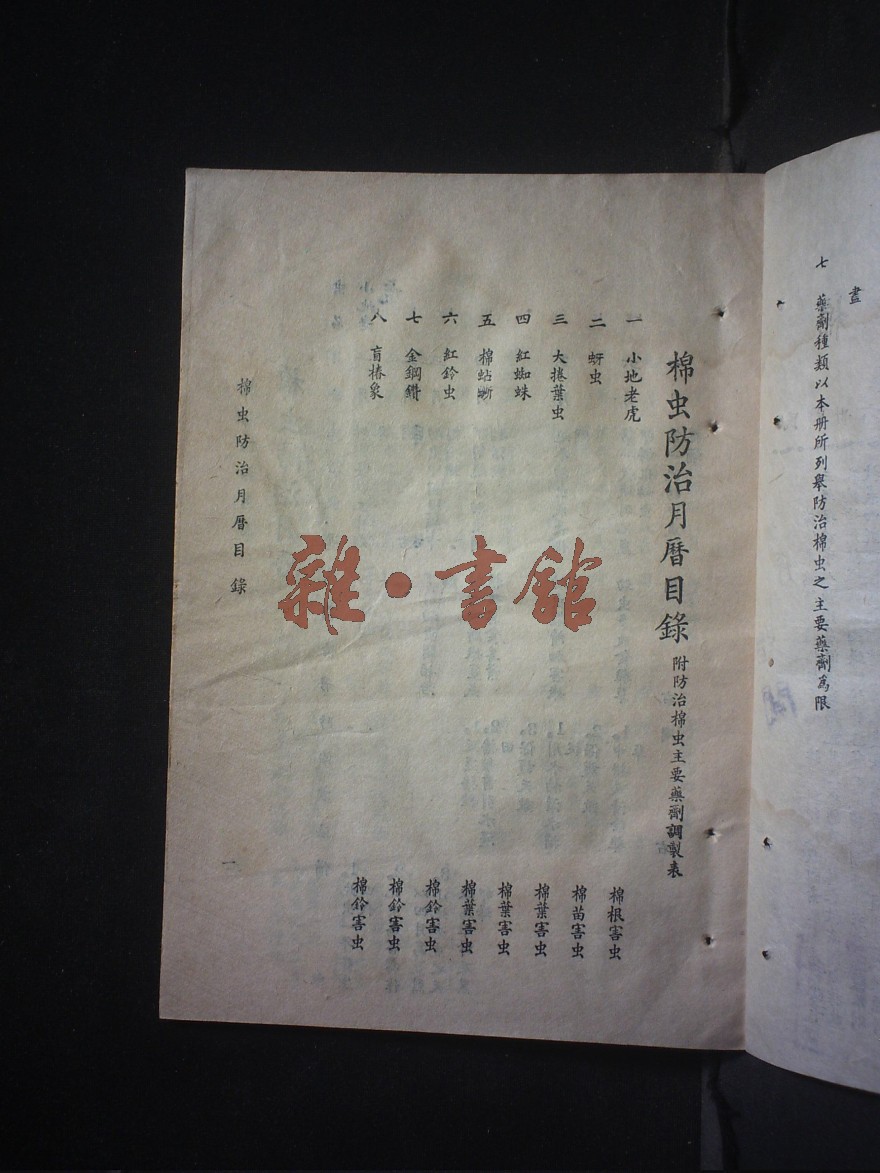 畫
七 藥劑種類以本册所列舉防治棉虫之主要藥劑為限
棉虫防治月曆目錄 附防治棉虫主要藥劑調製表
一 小地老虎 棉根害虫
二 蚜虫 棉苗害虫
三 大捲葉虫 棉葉害虫
四 紅蜘蛛 棉葉害虫
五 棉蛄蟖 棉葉害虫
六 紅鈴虫 棉鈴害虫
七 金鋼鑽 棉鈴害虫
八 盲椿象 棉鈴害虫
棉虫防治月曆目錄 一
雜·書館